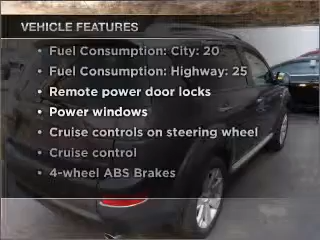 VEHICLE FEATURES
• Fuel Consumption: City: 20
• Fuel Consumption: Highway: 25
• Remote power door locks
• Power windows
• Cruise controls on steering wheel
• Cruise control
• 4-wheel ABS Brakes